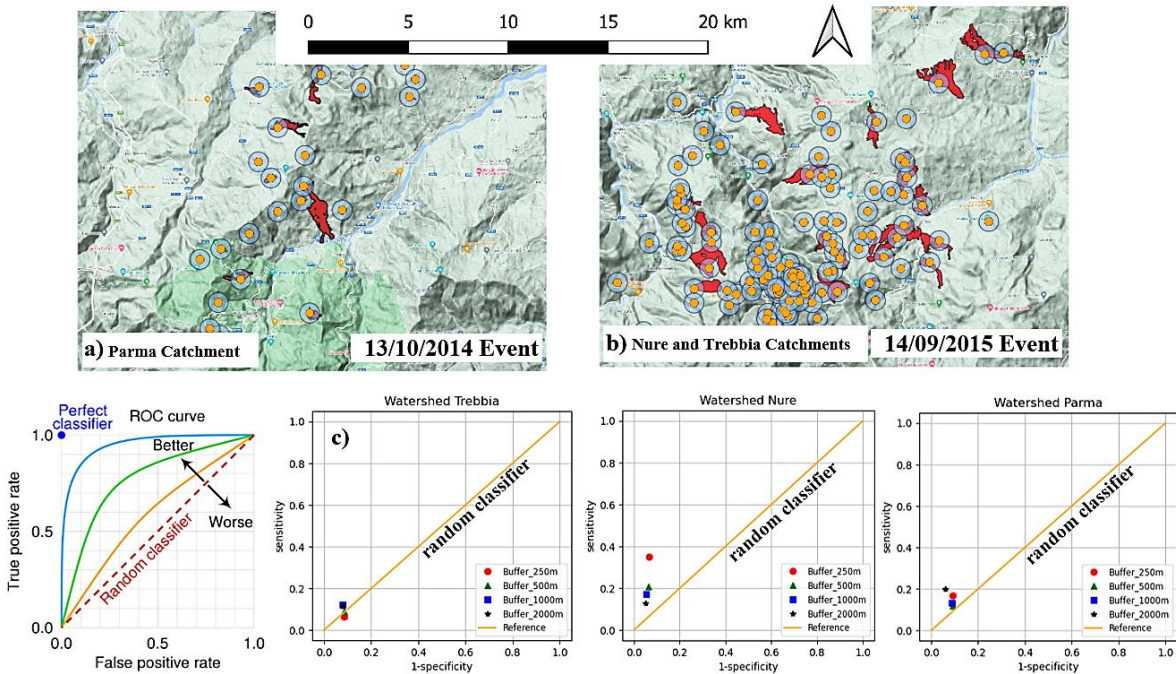 0 5 10 15 20 km
a) Parma Catchment
13/10/2014 Event
b) Nure and Trebbia Catchments
14/09/2015 Event
Perfect
classifier
ROC curve
Better
Worse
Random classifier
True positive rate
1.0
0.5
0.0
0.0 0.5 1.0
False positive rate
Watershed Trebbia
c)
random classifier
sensitivity
1.0
0.8
0.6
0.4
0.2
0.0
Buffer_250m
Buffer_500m
Buffer_1000m
Buffer_2000m
Reference
0.0 0.2 0.4 0.6 0.8 1.0
1-specificity
Watershed Nure
random classifier
sensitivity
1.0
0.8
0.6
0.4
0.2
0.0
Buffer_250m
Buffer_500m
Buffer_1000m
Buffer_2000m
Reference
0.0 0.2 0.4 0.6 0.8 1.0
1-specificity
Watershed Parma
random classifier
sensitivity
1.0
0.8
0.6
0.4
0.2
0.0
Buffer_250m
Buffer_500m
Buffer_1000m
Buffer_2000m
Reference
0.0 0.2 0.4 0.6 0.8 1.0
1-specificity